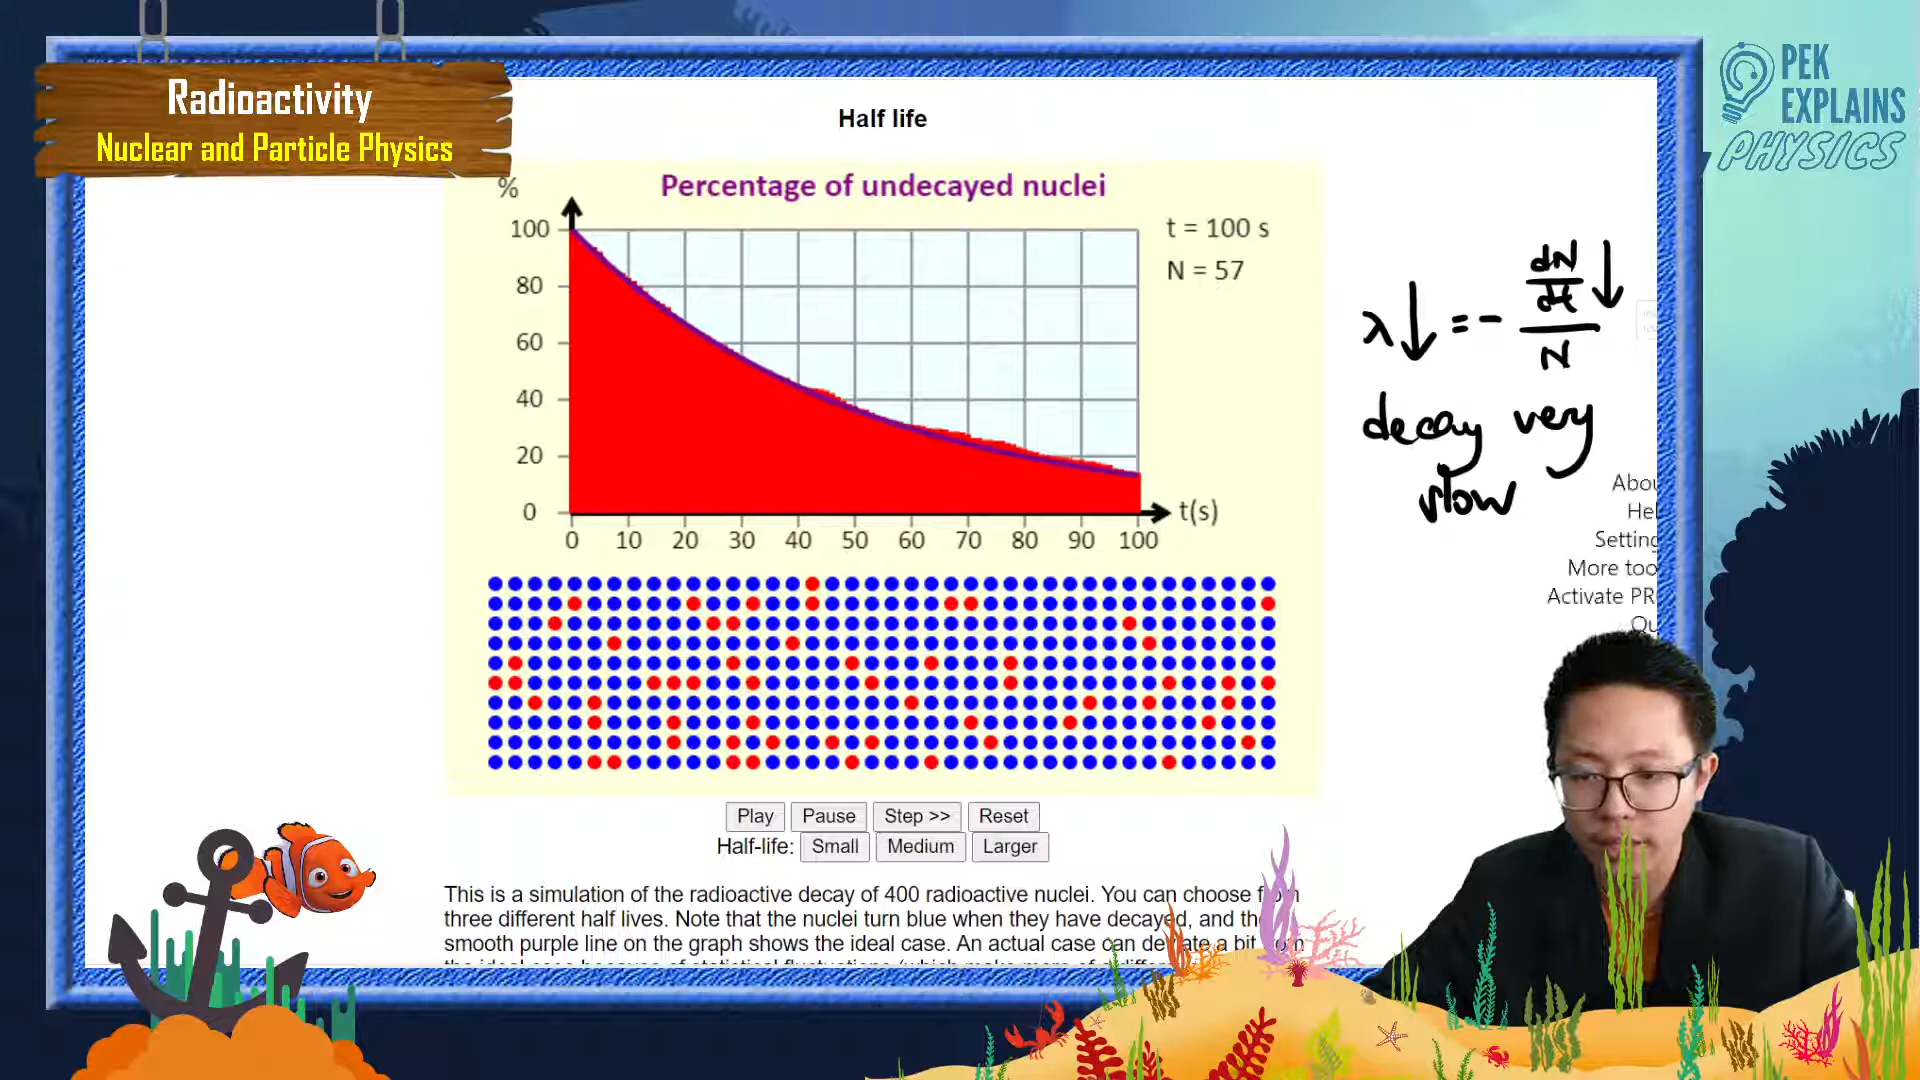 Radioactivity
Nuclear and Particle Physics
PEK
EXPLAINS
PHYSICS
Half life
%
Percentage of undecayed nuclei
t = 100 s
N = 57
100
80
60
40
20
0
t(s)
0 10 20 30 40 50 60 70 80 90 100
λ↓ = - dN/dt ↓ / N
decay very
slow
Abou
Hel
Setting
More too
Activate PR
Qu
Play Pause Step >> Reset
Half-life: Small Medium Larger
This is a simulation of the radioactive decay of 400 radioactive nuclei. You can choose from
three different half lives. Note that the nuclei turn blue when they have decayed, and the
smooth purple line on the graph shows the ideal case. An actual case can deviate a bit from